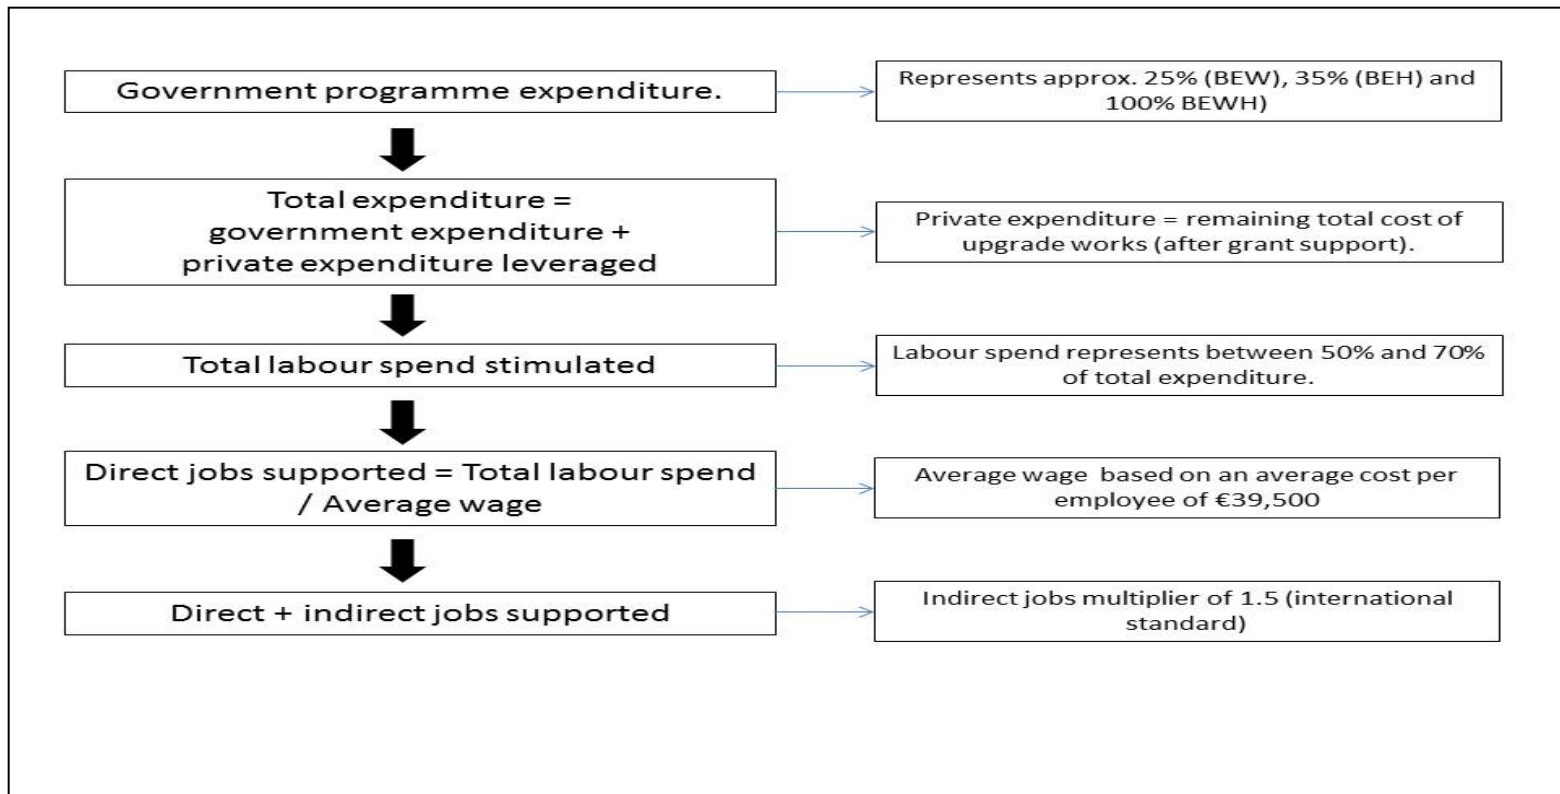 Government programme expenditure.
Represents approx. 25% (BEW), 35% (BEH) and
100% BEWH)
Total expenditure =
government expenditure +
private expenditure leveraged
Private expenditure = remaining total cost of
upgrade works (after grant support).
Total labour spend stimulated
Labour spend represents between 50% and 70%
of total expenditure.
Direct jobs supported = Total labour spend
/ Average wage
Average wage  based on an average cost per
employee of €39,500
Direct + indirect jobs supported
Indirect jobs multiplier of 1.5 (international
standard)